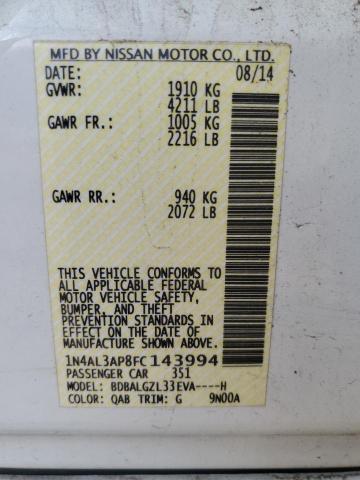 MFD BY NISSAN MOTOR CO., LTD.
DATE: 08/14
GVWR: 1910 KG
4211 LB
GAWR FR.: 1005 KG
2216 LB
GAWR RR.: 940 KG
2072 LB
THIS VEHICLE CONFORMS TO
ALL APPLICABLE FEDERAL
MOTOR VEHICLE SAFETY,
BUMPER, AND THEFT
PREVENTION STANDARDS IN
EFFECT ON THE DATE OF
MANUFACTURE SHOWN ABOVE.
1N4AL3AP8FC143994
PASSENGER CAR 351
MODEL: BDBALGZL33EVA----H
COLOR: QAB TRIM: G 9N00A